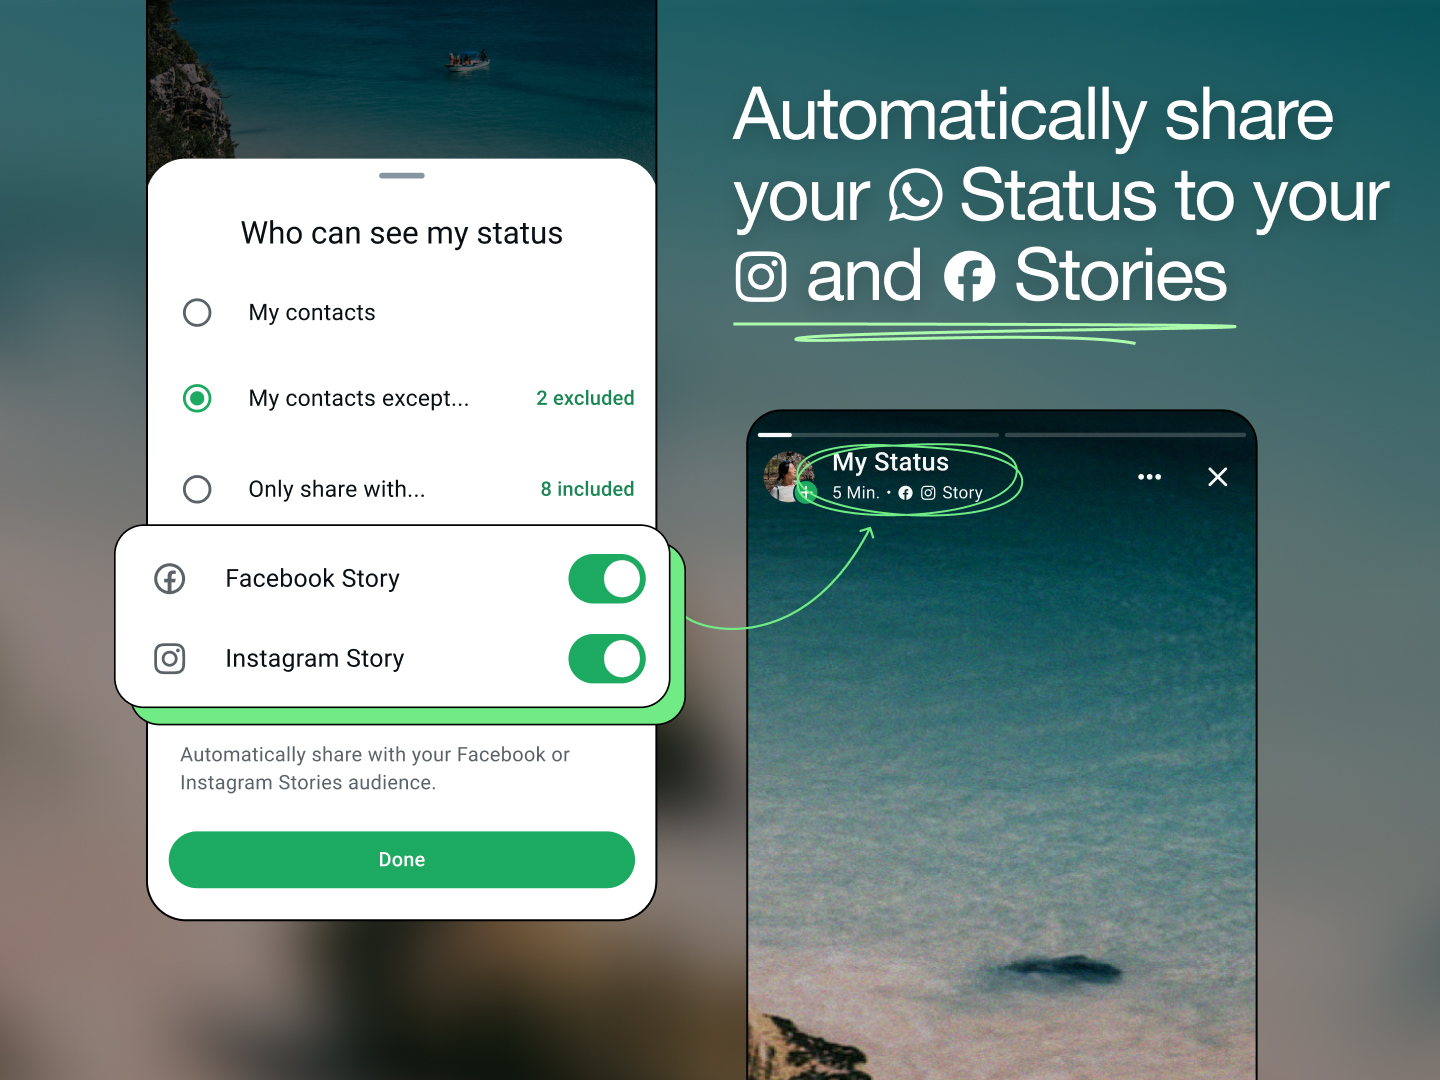 Automatically share
your Status to your
and Stories
Who can see my status
My contacts
My contacts except...
2 excluded
Only share with...
8 included
Facebook Story
Instagram Story
Automatically share with your Facebook or
Instagram Stories audience.
Done
My Status
5 Min. • Story